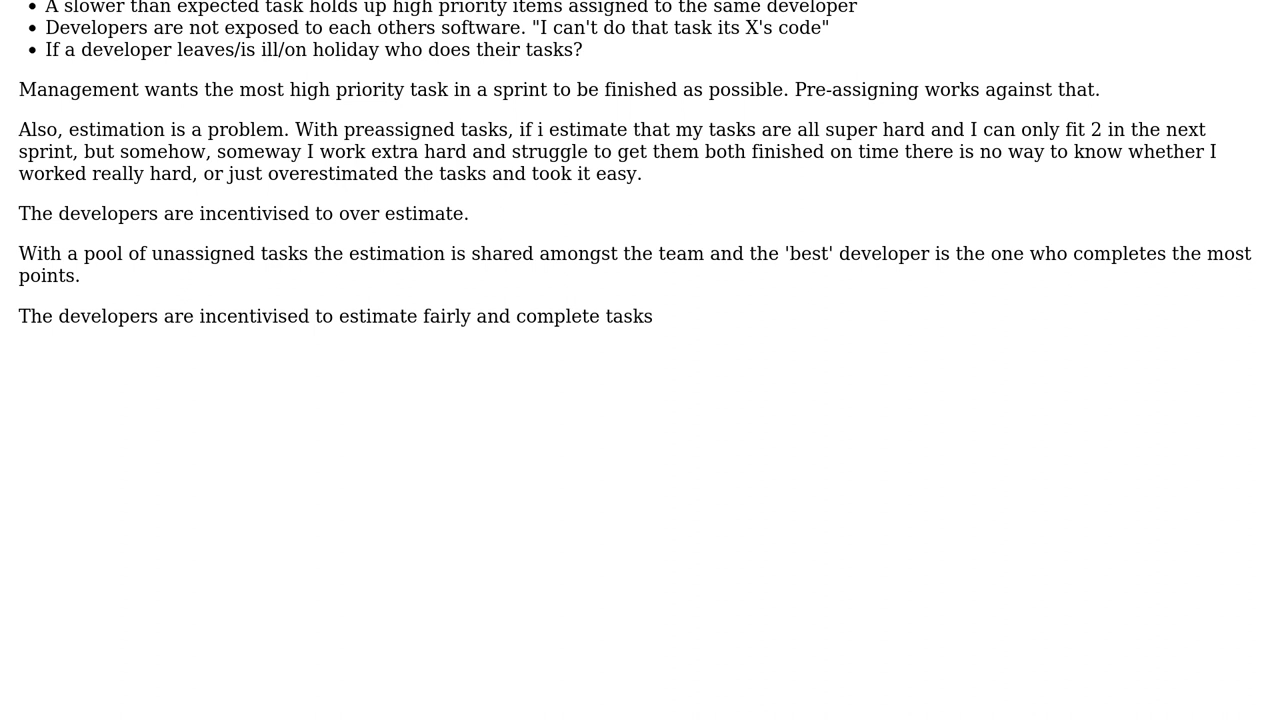 A slower than expected task holds up high priority items assigned to the same developer
Developers are not exposed to each others software. "I can't do that task its X's code"
If a developer leaves/is ill/on holiday who does their tasks?
Management wants the most high priority task in a sprint to be finished as possible. Pre-assigning works against that.
Also, estimation is a problem. With preassigned tasks, if i estimate that my tasks are all super hard and I can only fit 2 in the next
sprint, but somehow, someway I work extra hard and struggle to get them both finished on time there is no way to know whether I
worked really hard, or just overestimated the tasks and took it easy.
The developers are incentivised to over estimate.
With a pool of unassigned tasks the estimation is shared amongst the team and the 'best' developer is the one who completes the most
points.
The developers are incentivised to estimate fairly and complete tasks